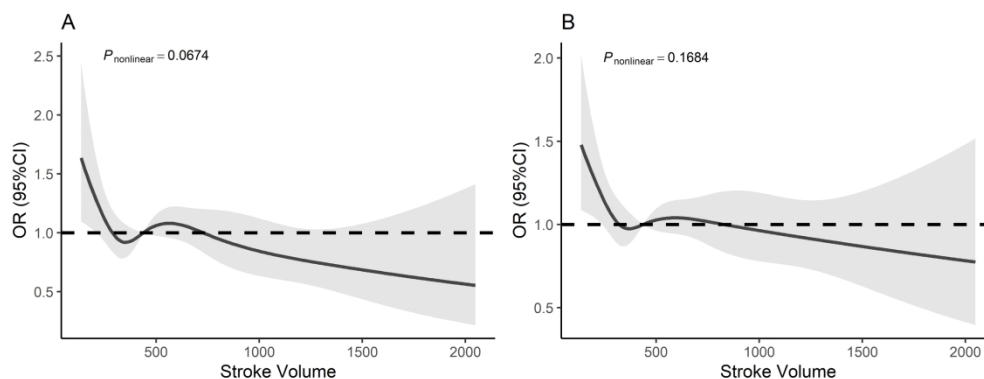 A
P nonlinear = 0.0674
2.5
2.0
1.5
1.0
0.5
OR (95%CI)
500 1000 1500 2000
Stroke Volume
B
P nonlinear = 0.1684
2.0
1.5
1.0
0.5
OR (95%CI)
500 1000 1500 2000
Stroke Volume